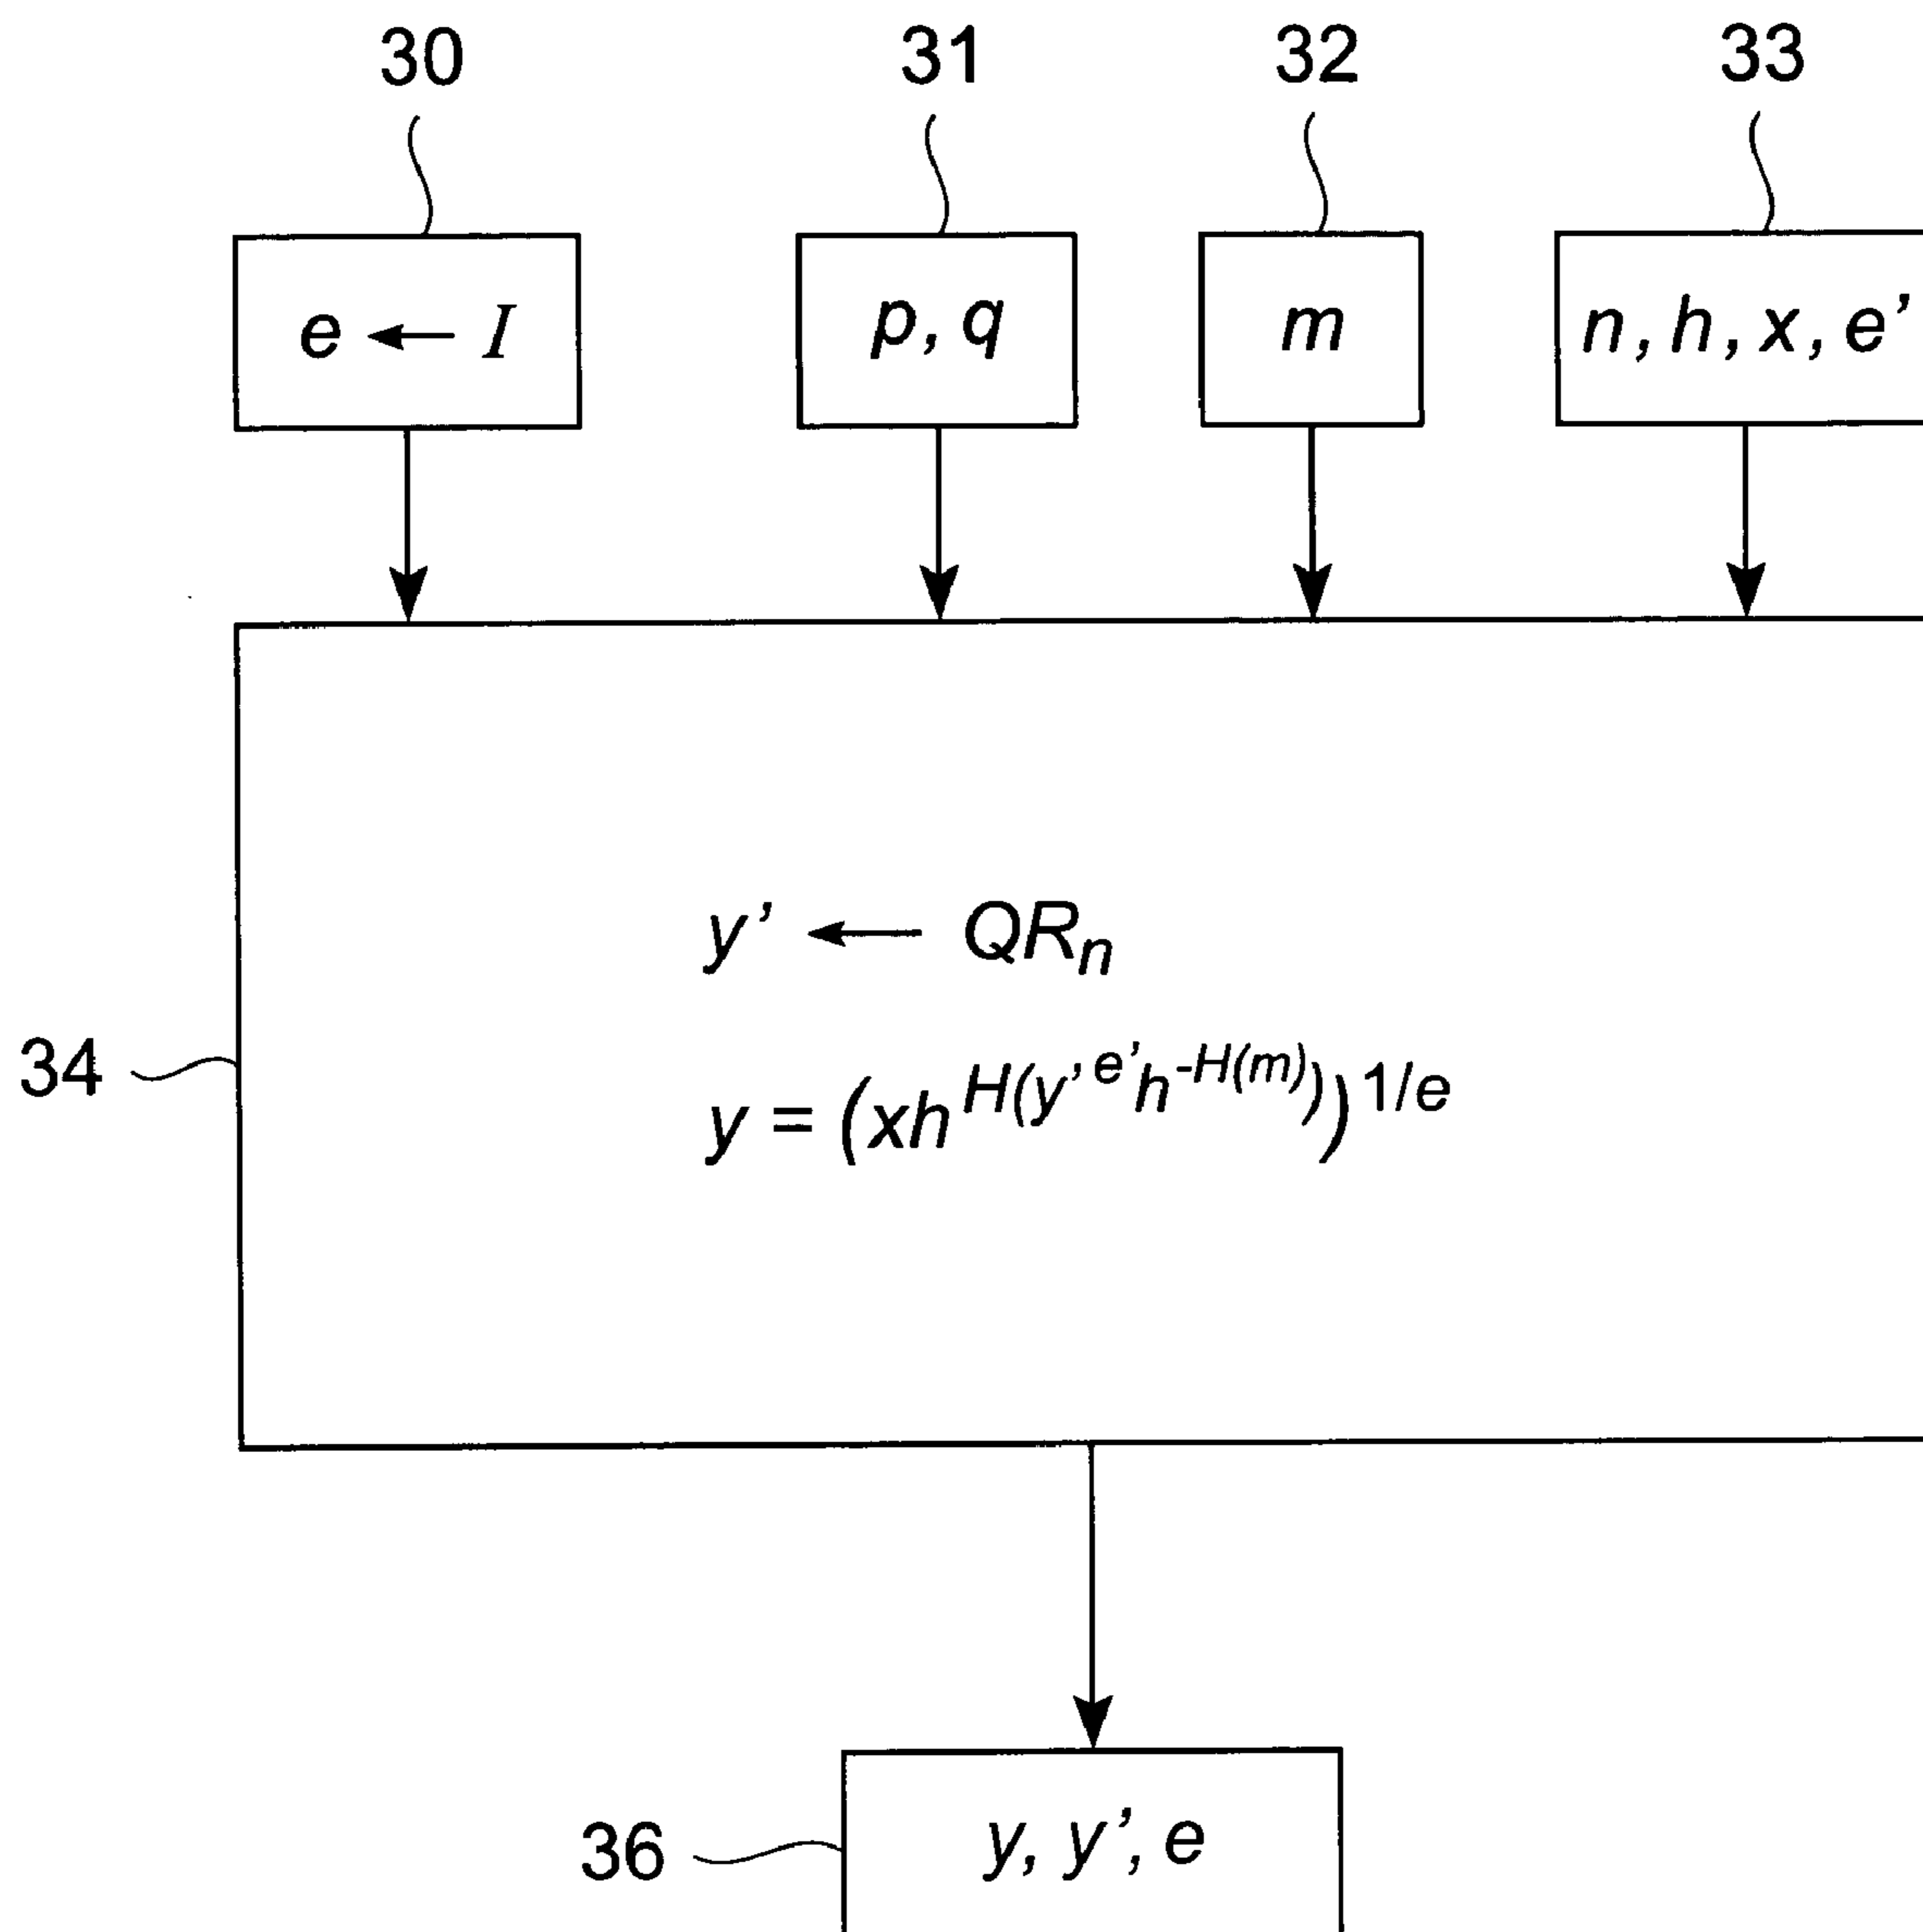 30 31 32 33
e ← I p, q m n, h, x, e'
y' ← QRₙ
34
y = (xh^{H(y'^{e'}h^{-H(m)})})^{1/e}
36 y, y', e